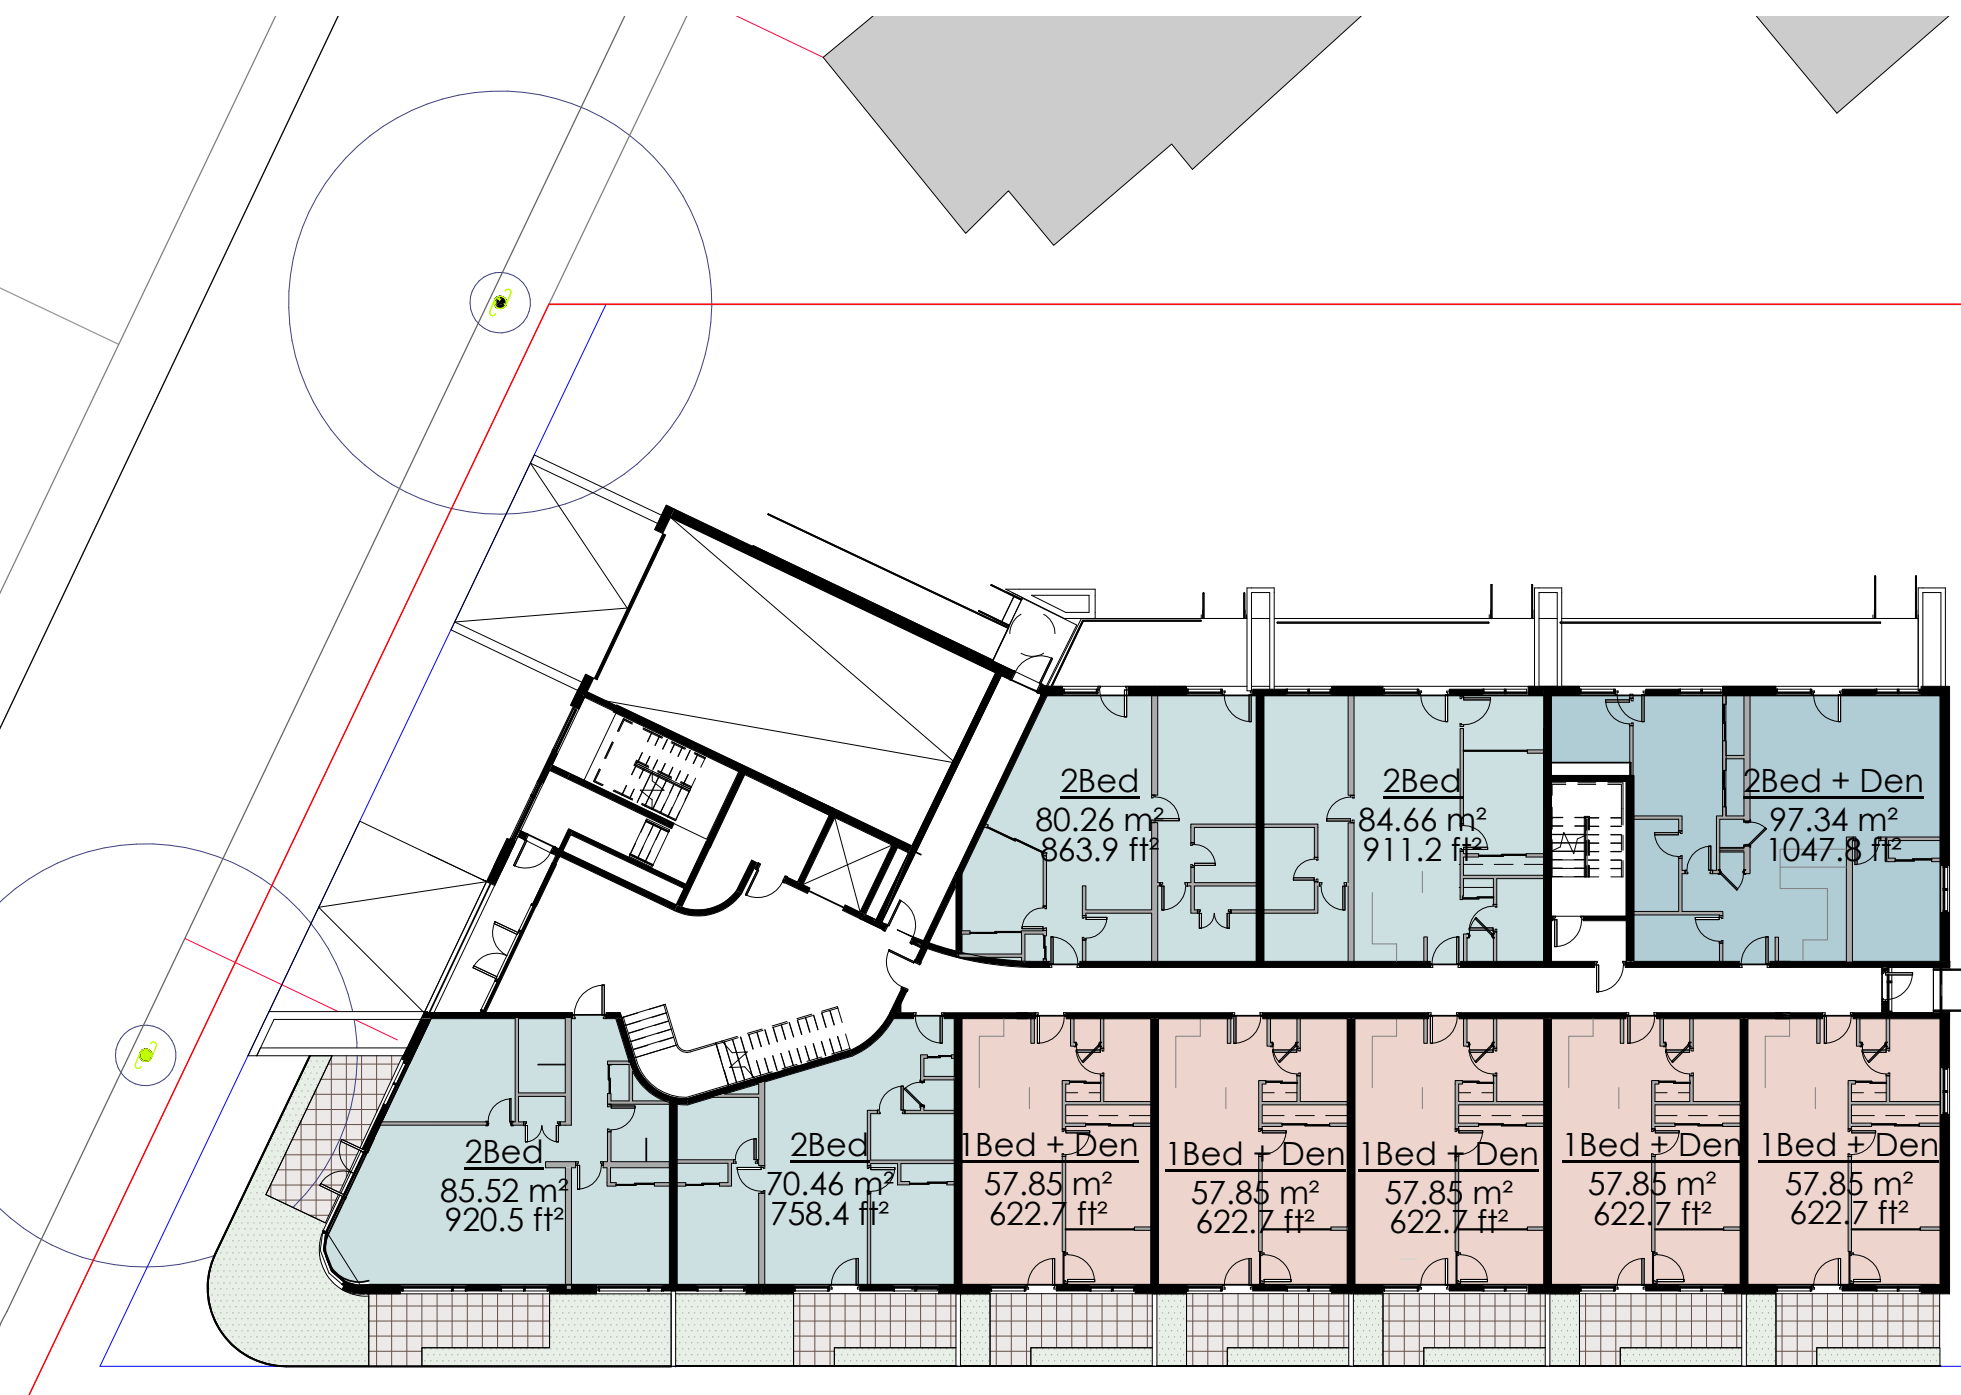 2Bed
80.26 m²
863.9 ft²
2Bed
84.66 m²
911.2 ft²
2Bed + Den
97.34 m²
1047.8 ft²
2Bed
85.52 m²
920.5 ft²
2Bed
70.46 m²
758.4 ft²
1Bed + Den
57.85 m²
622.7 ft²
1Bed + Den
57.85 m²
622.7 ft²
1Bed + Den
57.85 m²
622.7 ft²
1Bed + Den
57.85 m²
622.7 ft²
1Bed + Den
57.85 m²
622.7 ft²